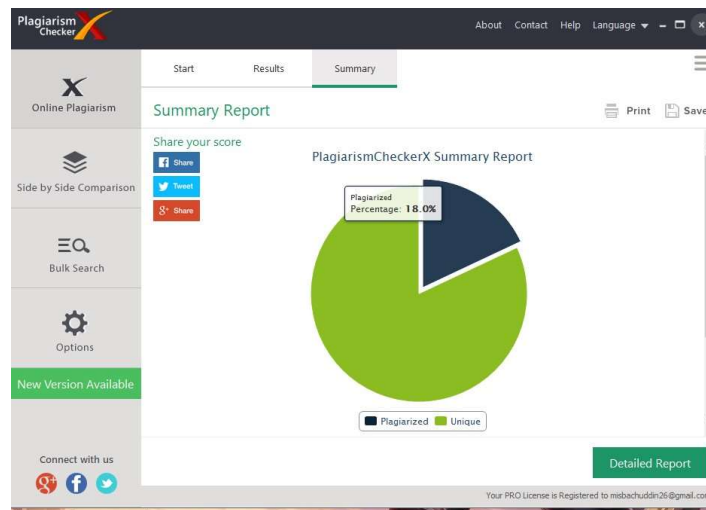 Plagiarism
Checker X
About Contact Help Language
Start Results Summary
Online Plagiarism
Summary Report
Print Save
Share your score
Share
Tweet
Share
PlagiarismCheckerX Summary Report
Plagiarized
Percentage: 18.0%
Side by Side Comparison
Bulk Search
Options
New Version Available
Plagiarized Unique
Connect with us
Detailed Report
Your PRO License is Registered to misbachuddin26@gmail.com